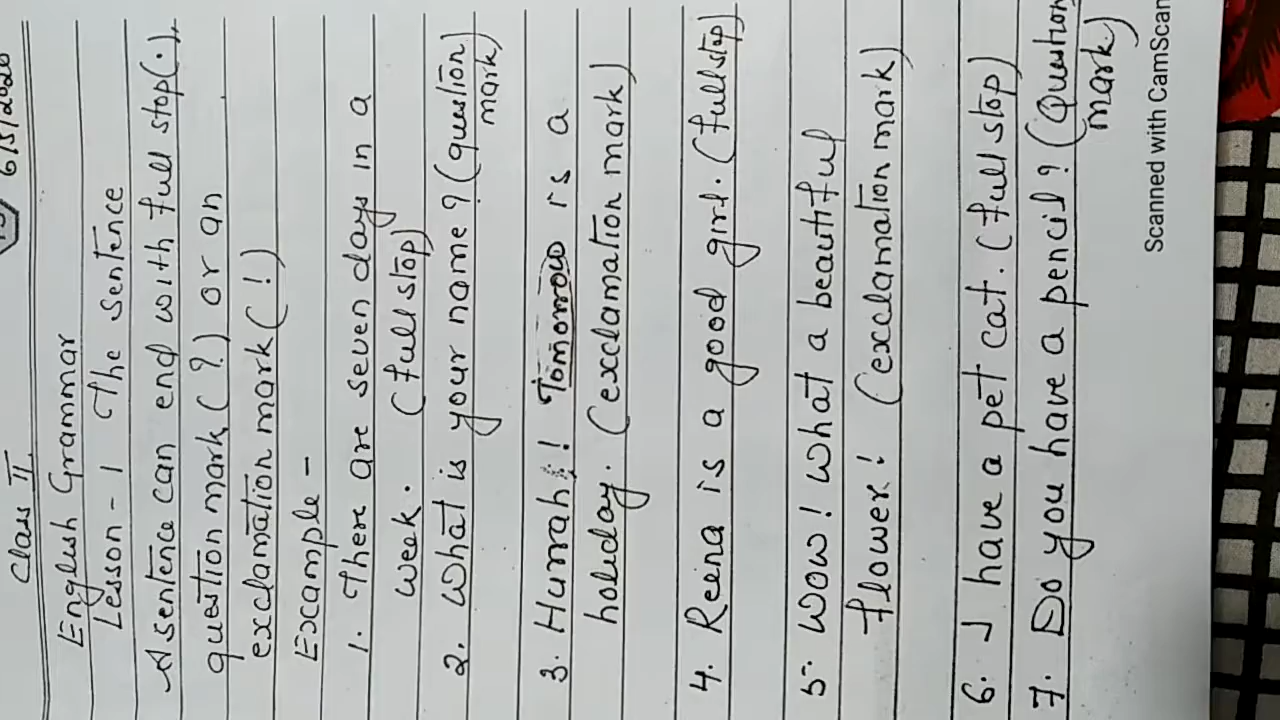 Class II
6/5/2020
English Grammar
Lesson - 1 The sentence
A sentence can end with full stop(.),
question mark (?) or an
exclamation mark (!)
Example -
1. There are seven days in a
week. (full stop)
2. What is your name? (question
mark)
3. Hurrah! Tomorrow is a
holiday. (exclamation mark)
4. Reena is a good girl. (full stop)
5. Wow! What a beautiful
flower! (exclamation mark)
6. I have a pet cat. (full stop)
7. Do you have a pencil? (Question
mark)
Scanned with CamScan